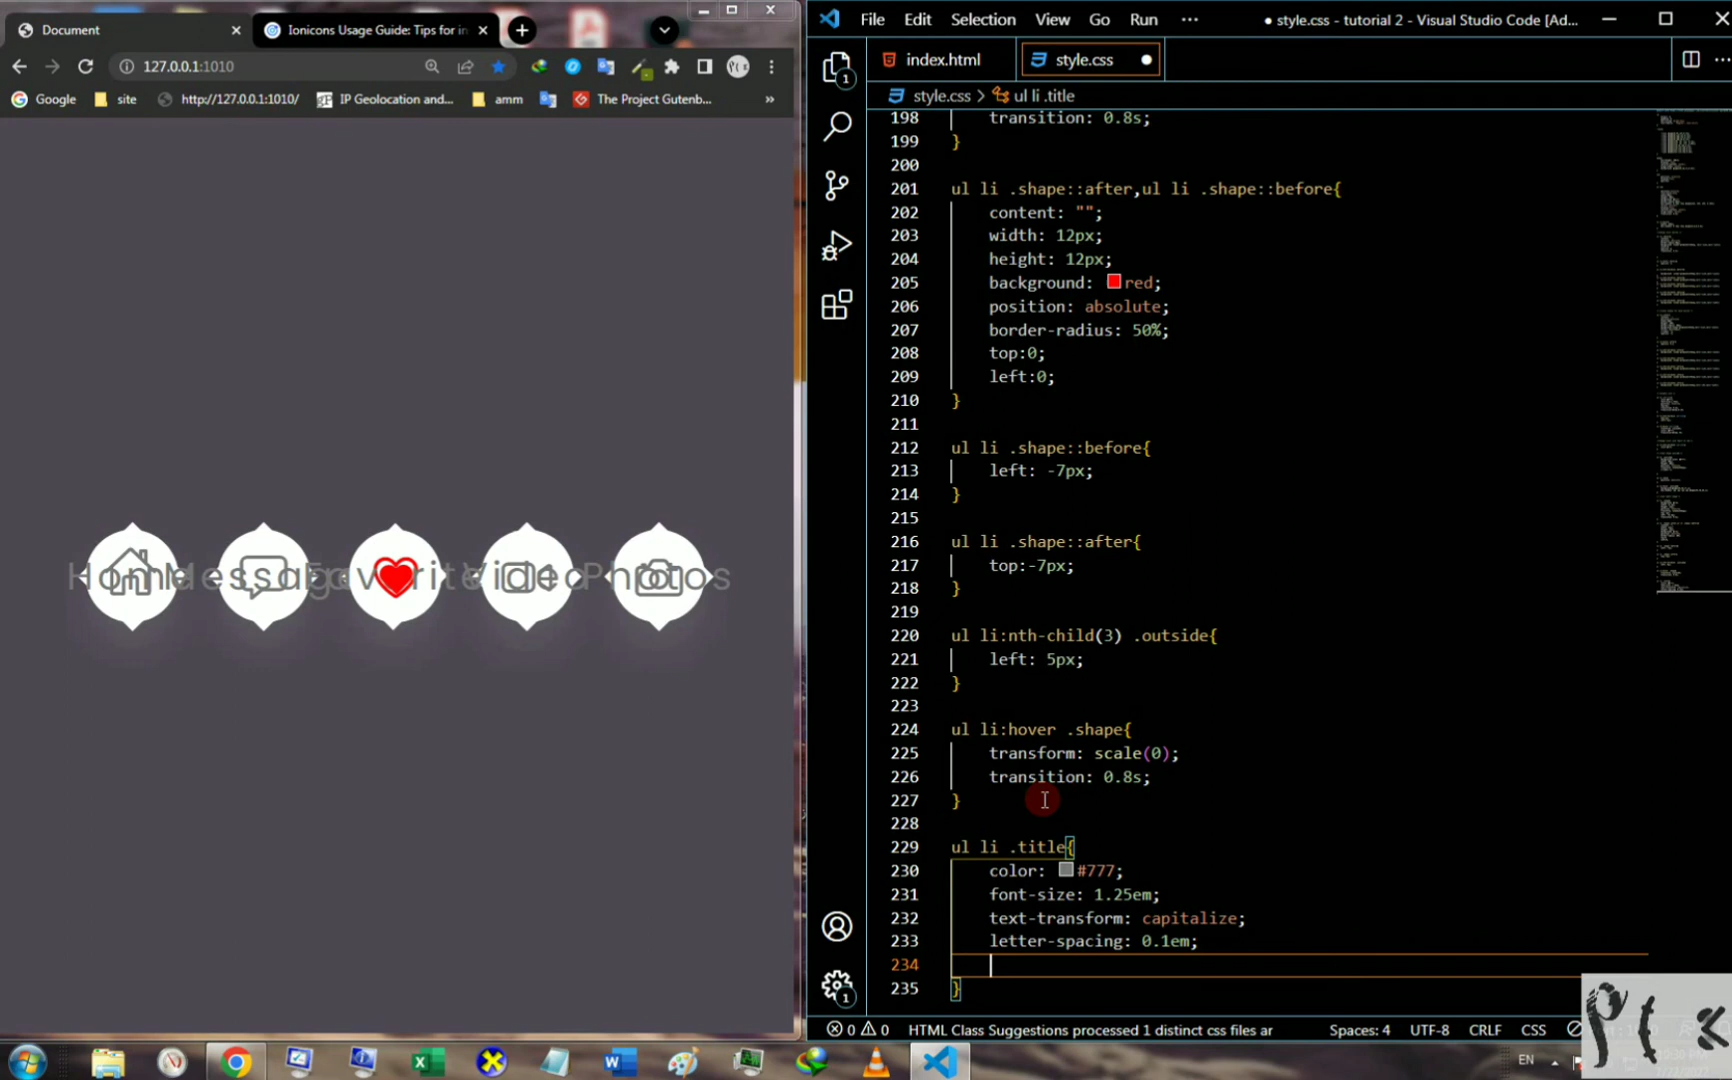 Document
Ionicons Usage Guide: Tips for in
127.0.0.1:1010
Google
site
http://127.0.0.1:1010/
IP Geolocation and...
amm
The Project Gutenb...
»
Home
Message
Favorite
Video
Photos
File Edit Selection View Go Run ···
● style.css - tutorial 2 - Visual Studio Code [Ad...
index.html
style.css
style.css > ul li .title
198 transition: 0.8s;
199 }
200
201 ul li .shape::after,ul li .shape::before{
202 content: "";
203 width: 12px;
204 height: 12px;
205 background: red;
206 position: absolute;
207 border-radius: 50%;
208 top:0;
209 left:0;
210 }
211
212 ul li .shape::before{
213 left: -7px;
214 }
215
216 ul li .shape::after{
217 top:-7px;
218 }
219
220 ul li:nth-child(3) .outside{
221 left: 5px;
222 }
223
224 ul li:hover .shape{
225 transform: scale(0);
226 transition: 0.8s;
227 }
228
229 ul li .title{
230 color: #777;
231 font-size: 1.25em;
232 text-transform: capitalize;
233 letter-spacing: 0.1em;
234
235 }
1
1
0 0 HTML Class Suggestions processed 1 distinct css files ar
Spaces: 4 UTF-8 CRLF CSS
EN